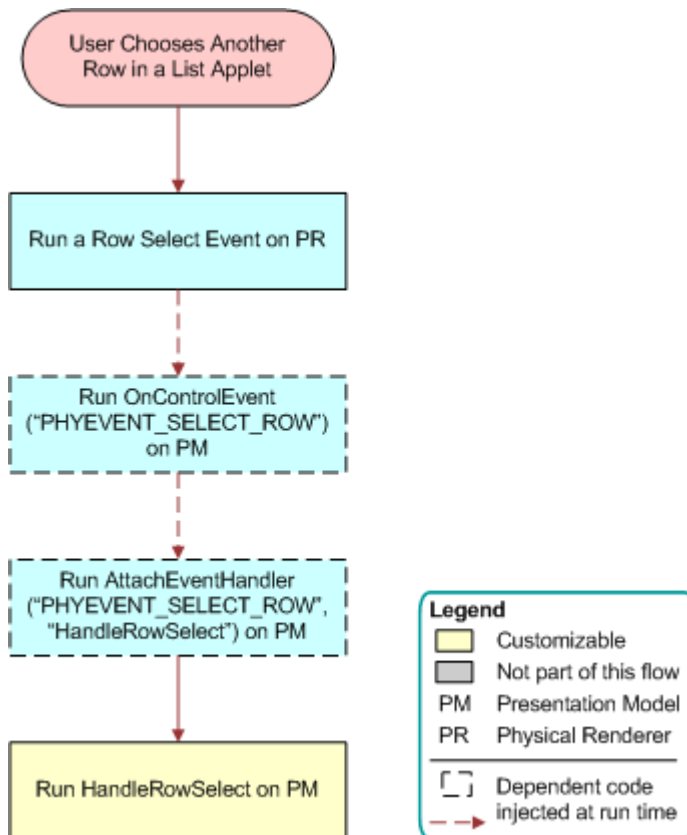 User Chooses Another
Row in a List Applet
Run a Row Select Event on PR
Run OnControlEvent
(“PHYEVENT_SELECT_ROW”)
on PM
Run AttachEventHandler
(“PHYEVENT_SELECT_ROW”,
“HandleRowSelect”) on PM
Run HandleRowSelect on PM
Legend
Customizable
Not part of this flow
PM Presentation Model
PR Physical Renderer
Dependent code
injected at run time